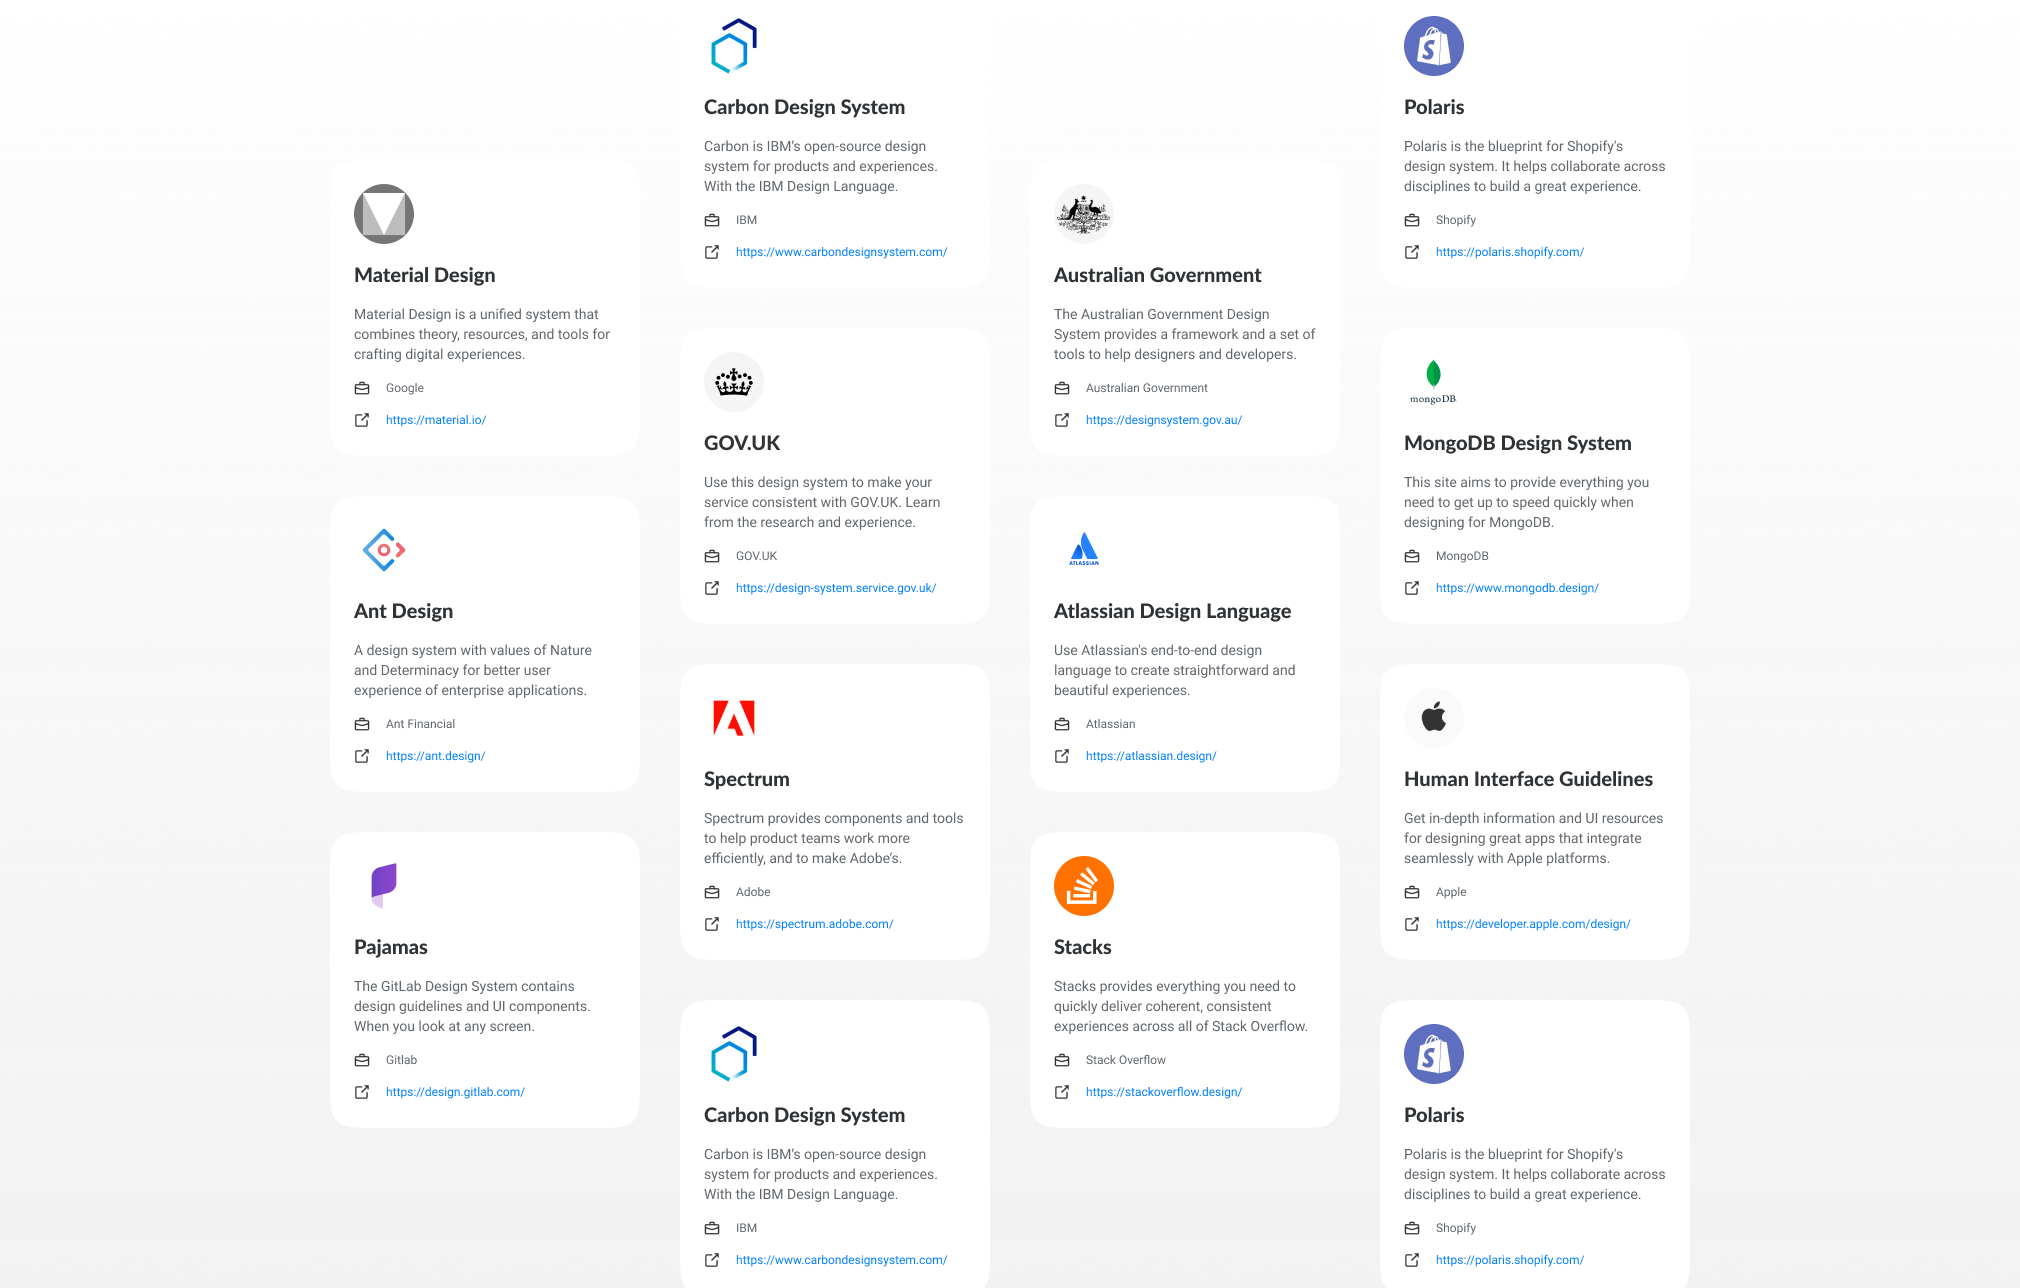 Material Design
Material Design is a unified system that
combines theory, resources, and tools for
crafting digital experiences.
Google
https://material.io/
Ant Design
A design system with values of Nature
and Determinacy for better user
experience of enterprise applications.
Ant Financial
https://ant.design/
Pajamas
The GitLab Design System contains
design guidelines and UI components.
When you look at any screen.
Gitlab
https://design.gitlab.com/
Carbon Design System
Carbon is IBM’s open-source design
system for products and experiences.
With the IBM Design Language.
IBM
https://www.carbondesignsystem.com/
GOV.UK
Use this design system to make your
service consistent with GOV.UK. Learn
from the research and experience.
GOV.UK
https://design-system.service.gov.uk/
Spectrum
Spectrum provides components and tools
to help product teams work more
efficiently, and to make Adobe’s.
Adobe
https://spectrum.adobe.com/
Carbon Design System
Carbon is IBM’s open-source design
system for products and experiences.
With the IBM Design Language.
IBM
https://www.carbondesignsystem.com/
Australian Government
The Australian Government Design
System provides a framework and a set of
tools to help designers and developers.
Australian Government
https://designsystem.gov.au/
ATLASSIAN
Atlassian Design Language
Use Atlassian's end-to-end design
language to create straightforward and
beautiful experiences.
Atlassian
https://atlassian.design/
Stacks
Stacks provides everything you need to
quickly deliver coherent, consistent
experiences across all of Stack Overflow.
Stack Overflow
https://stackoverflow.design/
S
Polaris
Polaris is the blueprint for Shopify's
design system. It helps collaborate across
disciplines to build a great experience.
Shopify
https://polaris.shopify.com/
mongoDB
MongoDB Design System
This site aims to provide everything you
need to get up to speed quickly when
designing for MongoDB.
MongoDB
https://www.mongodb.design/
Human Interface Guidelines
Get in-depth information and UI resources
for designing great apps that integrate
seamlessly with Apple platforms.
Apple
https://developer.apple.com/design/
S
Polaris
Polaris is the blueprint for Shopify's
design system. It helps collaborate across
disciplines to build a great experience.
Shopify
https://polaris.shopify.com/